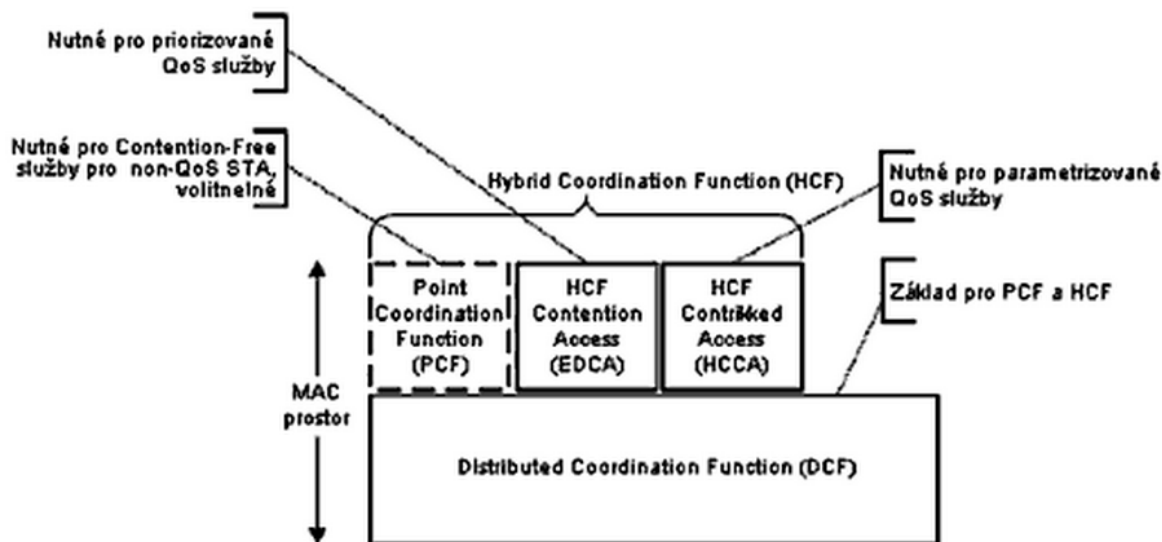 Nutné pro priorizované
QoS služby
Nutné pro Contention-Free
služby pro non-QoS STA,
volitnelné
Hybrid Coordination Function (HCF)
Nutné pro parametrizované
QoS služby
Point
Coordination
Function
(PCF)
HCF
Contention
Access
(EDCA)
HCF
Contrikked
Access
(HCCA)
Základ pro PCF a HCF
MAC
prostor
Distributed Coordination Function (DCF)